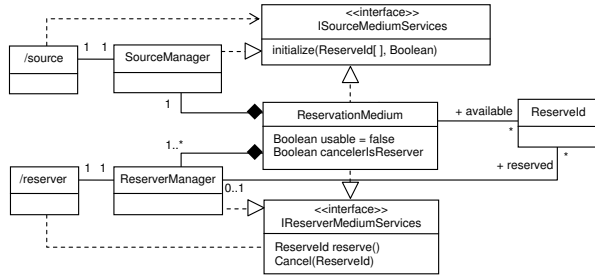 <<interface>>
ISourceMediumServices
initialize(ReserveId[ ], Boolean)
/source
1 1
SourceManager
1
ReservationMedium
Boolean usable = false
Boolean cancelerIsReserver
+ available
*
ReserveId
*
+ reserved
1..*
/reserver
1 1
ReserverManager
0..1
<<interface>>
IReserverMediumServices
ReserveId reserve()
Cancel(ReserveId)